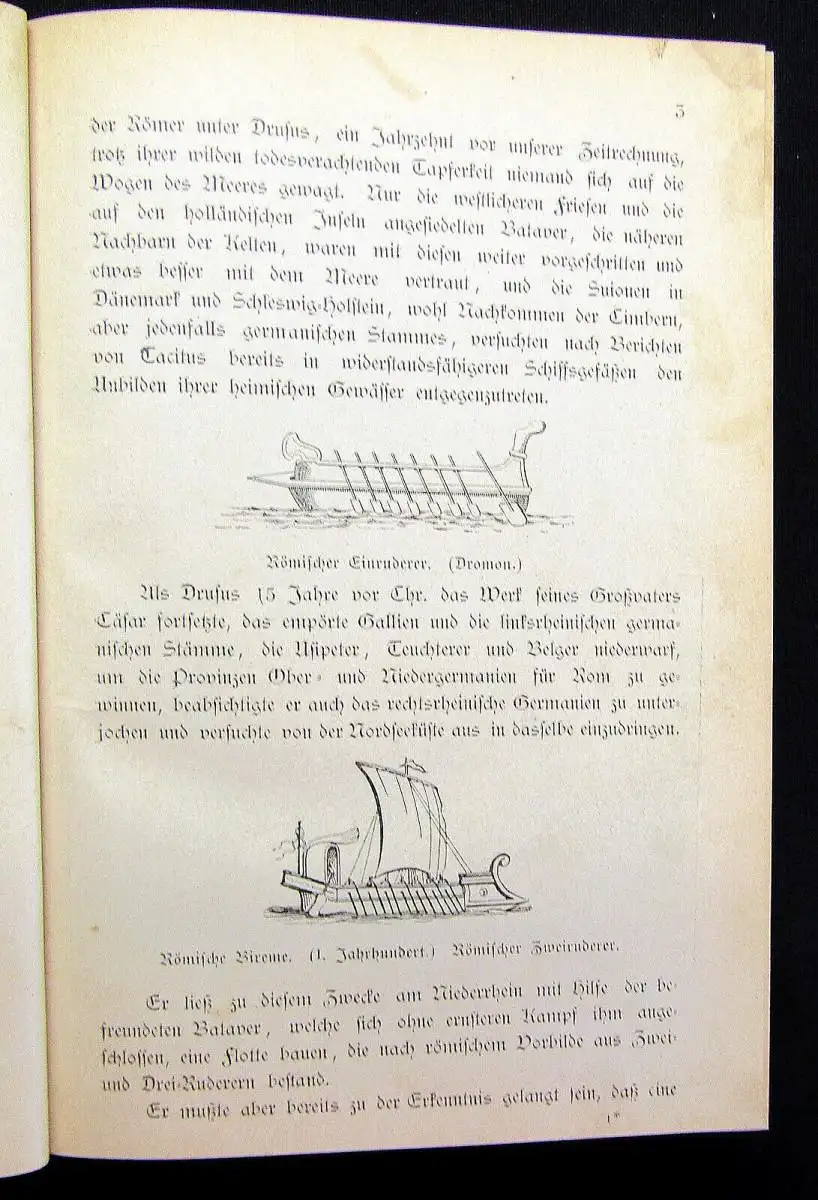 3
der Römer unter Drusus, ein Jahrzehnt vor unserer Zeitrechnung,
trotz ihrer wilden todesverachtenden Tapferkeit niemand sich auf die
Wogen des Meeres gewagt. Nur die westlicheren Friesen und die
auf den holländischen Inseln angesiedelten Bataver, die näheren
Nachbarn der Kelten, waren mit diesen weiter vorgeschritten und
etwas besser mit dem Meere vertraut, und die Suionen in
Dänemark und Schleswig-Holstein, wohl Nachkommen der Cimbern,
aber jedenfalls germanischen Stammes, versuchten nach Berichten
von Tacitus bereits in widerstandsfähigeren Schiffsgefäßen den
Unbilden ihrer heimischen Gewässer entgegenzutreten.
Römischer Einruderer. (Dromon.)
Als Drusus 15 Jahre vor Chr. das Werk seines Großvaters
Cäsar fortsetzte, das empörte Gallien und die linksrheinischen germa-
nischen Stämme, die Usipeter, Teuchterer und Belger niederwarf,
um die Provinzen Ober- und Niedergermanien für Rom zu ge-
winnen, beabsichtigte er auch das rechtsrheinische Germanien zu unter-
jochen und versuchte von der Nordseeküste aus in dasselbe einzudringen.
Römische Bireme. (1. Jahrhundert.) Römischer Zweiruderer.
Er ließ zu diesem Zwecke am Niederrhein mit Hilfe der be-
freundeten Bataver, welche sich ohne ernsteren Kampf ihm ange-
schlossen, eine Flotte bauen, die nach römischem Vorbilde aus Zwei-
und Drei-Ruderern bestand.
Er mußte aber bereits zu der Erkenntnis gelangt sein, daß eine
1*